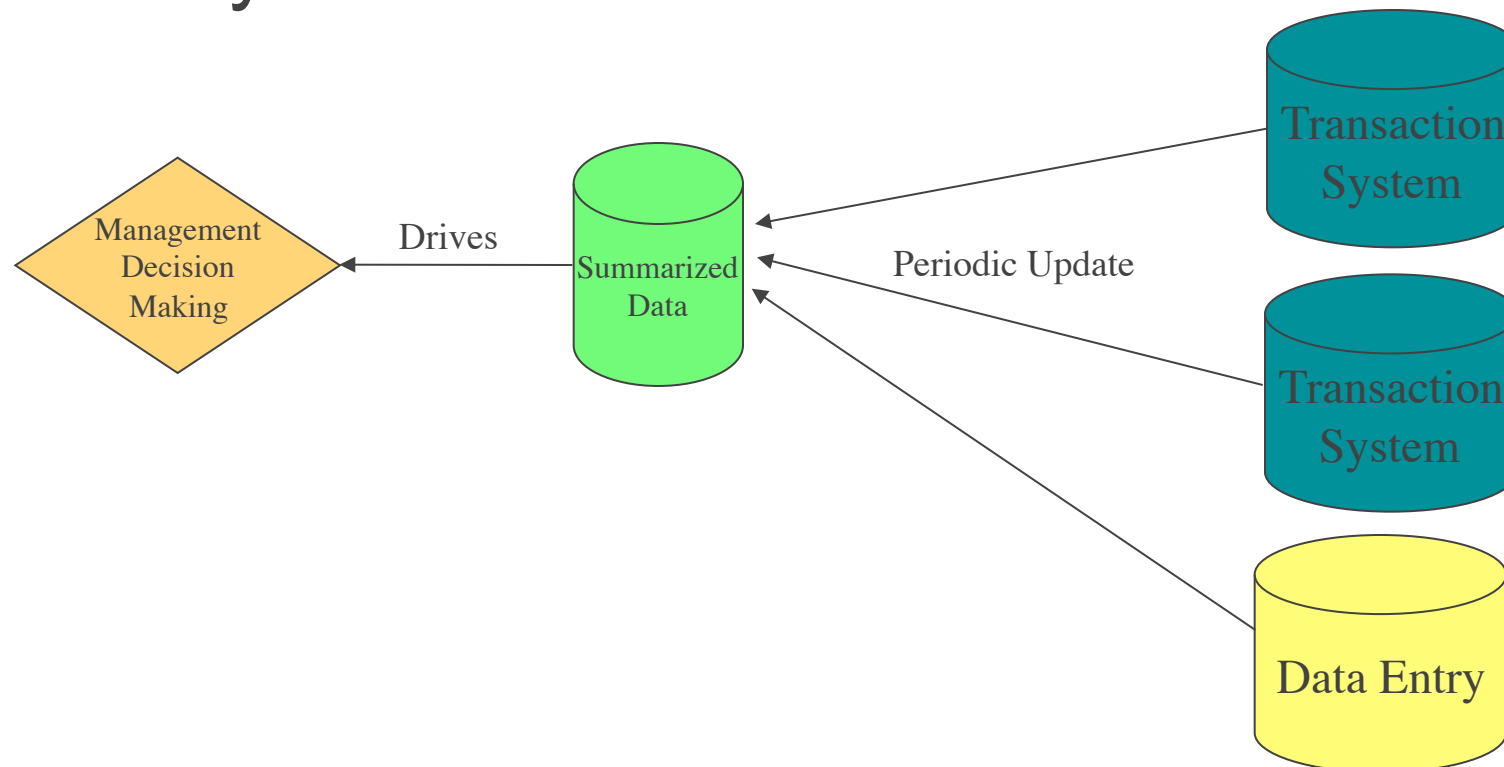 Management
Decision
Making
Drives
Summarized
Data
Periodic Update
Transaction
System
Transaction
System
Data Entry